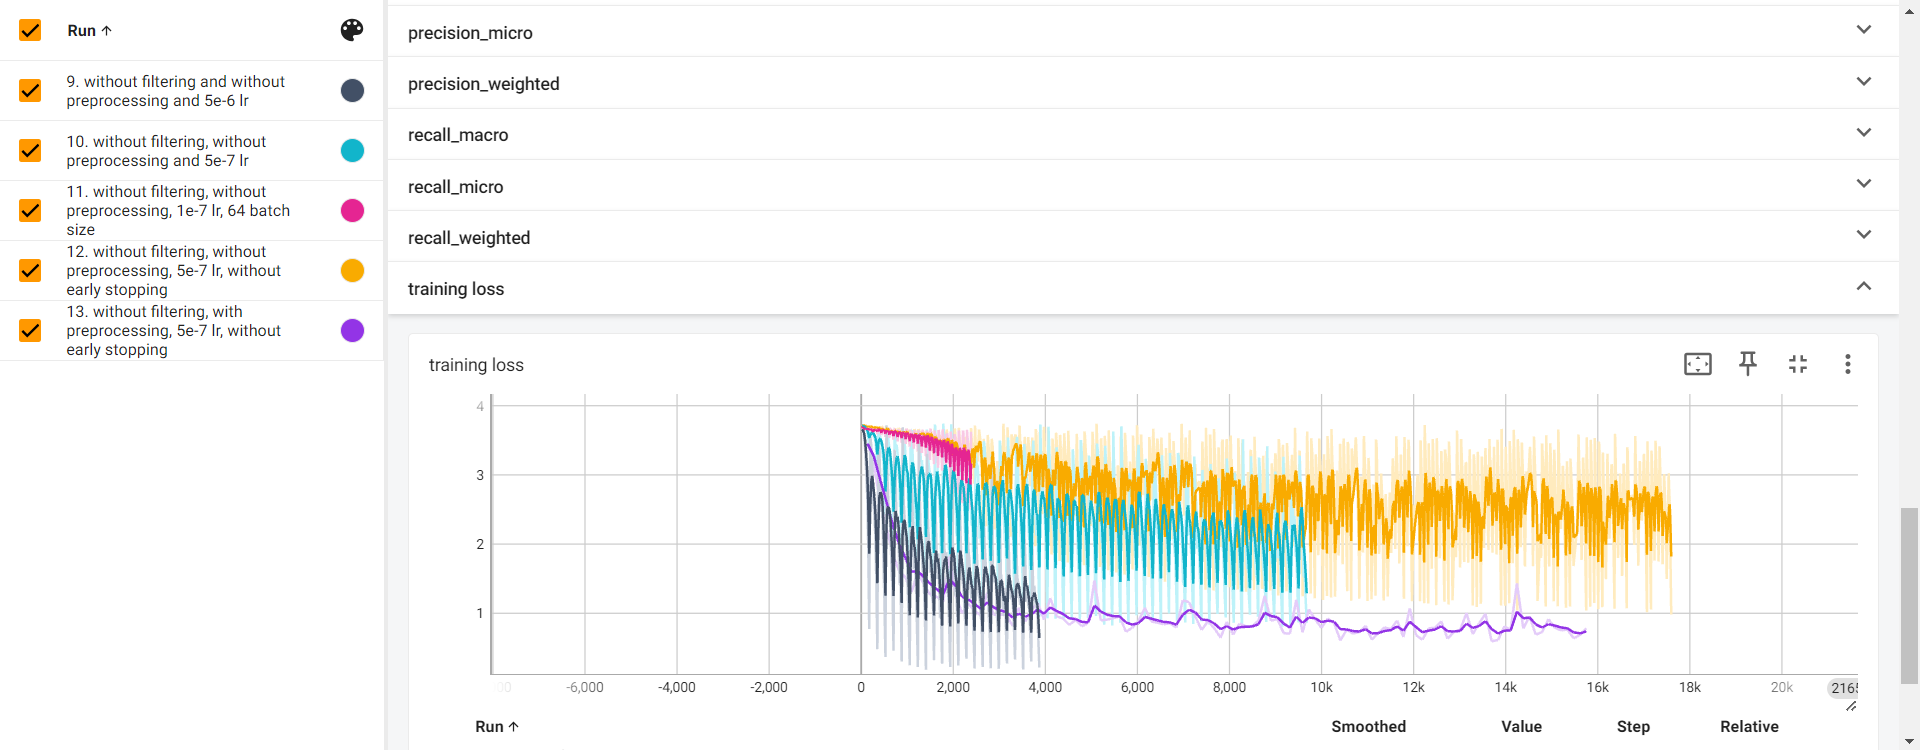 Run ↑
9. without filtering and without
preprocessing and 5e-6 lr
10. without filtering, without
preprocessing and 5e-7 lr
11. without filtering, without
preprocessing, 1e-7 lr, 64 batch
size
12. without filtering, without
preprocessing, 5e-7 lr, without
early stopping
13. without filtering, with
preprocessing, 5e-7 lr, without
early stopping
precision_micro
precision_weighted
recall_macro
recall_micro
recall_weighted
training loss
training loss
4
3
2
1
-6,000 -4,000 -2,000 0 2,000 4,000 6,000 8,000 10k 12k 14k 16k 18k 20k
Run ↑ Smoothed Value Step Relative